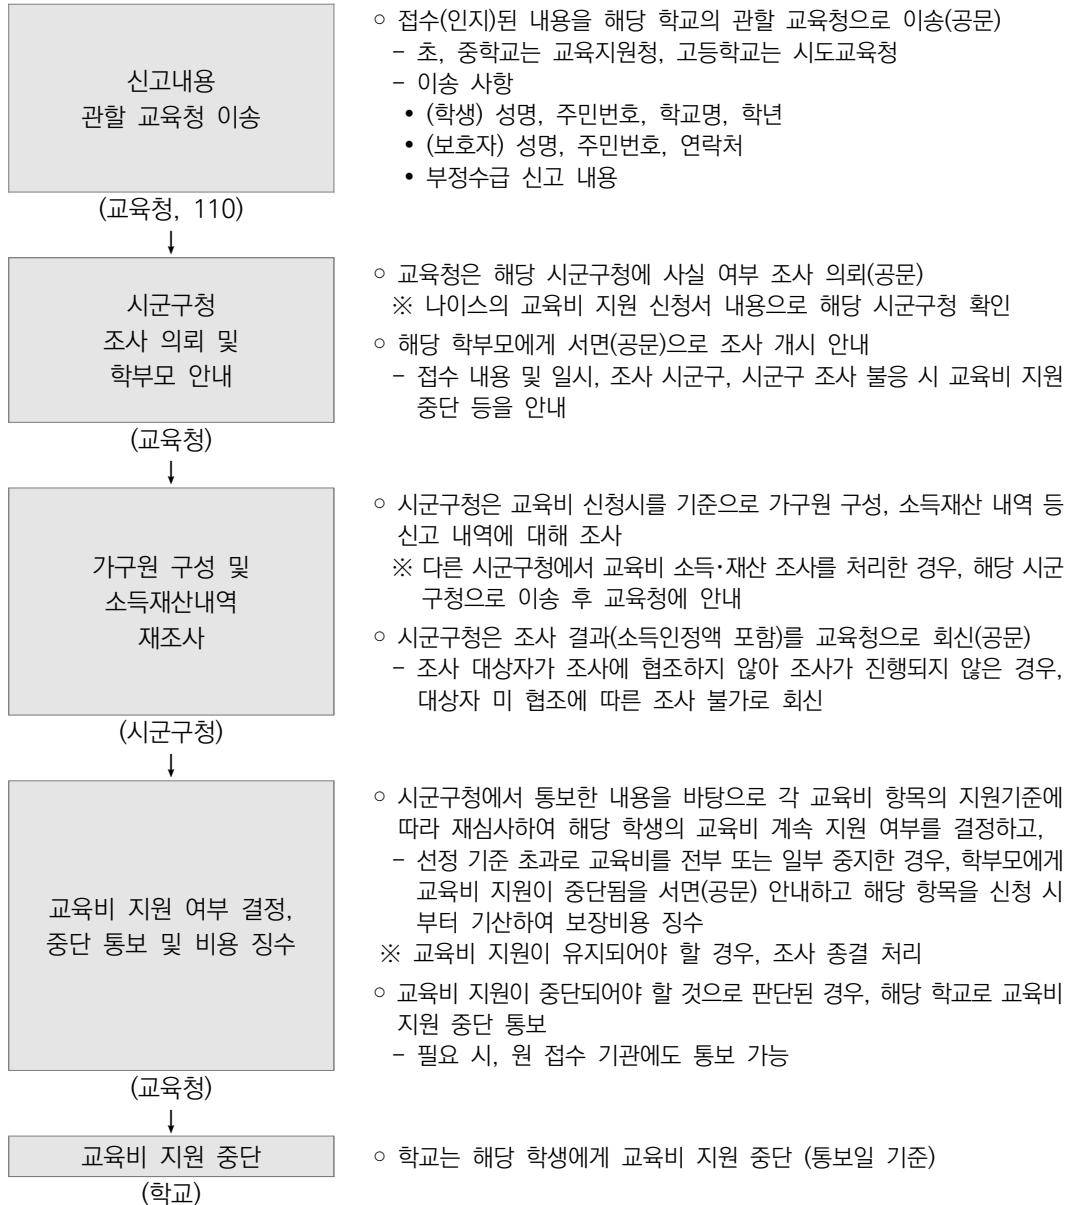 신고내용
관할 교육청 이송
(교육청, 110)
○ 접수(인지)된 내용을 해당 학교의 관할 교육청으로 이송(공문)
- 초, 중학교는 교육지원청, 고등학교는 시도교육청
- 이송 사항
• (학생) 성명, 주민번호, 학교명, 학년
• (보호자) 성명, 주민번호, 연락처
• 부정수급 신고 내용
↓
시군구청
조사 의뢰 및
학부모 안내
(교육청)
○ 교육청은 해당 시군구청에 사실 여부 조사 의뢰(공문)
※ 나이스의 교육비 지원 신청서 내용으로 해당 시군구청 확인
○ 해당 학부모에게 서면(공문)으로 조사 개시 안내
- 접수 내용 및 일시, 조사 시군구, 시군구 조사 불응 시 교육비 지원
중단 등을 안내
↓
가구원 구성 및
소득재산내역
재조사
(시군구청)
○ 시군구청은 교육비 신청시를 기준으로 가구원 구성, 소득재산 내역 등
신고 내역에 대해 조사
※ 다른 시군구청에서 교육비 소득·재산 조사를 처리한 경우, 해당 시군
구청으로 이송 후 교육청에 안내
○ 시군구청은 조사 결과(소득인정액 포함)를 교육청으로 회신(공문)
- 조사 대상자가 조사에 협조하지 않아 조사가 진행되지 않은 경우,
대상자 미 협조에 따른 조사 불가로 회신
↓
교육비 지원 여부 결정,
중단 통보 및 비용 징수
(교육청)
○ 시군구청에서 통보한 내용을 바탕으로 각 교육비 항목의 지원기준에
따라 재심사하여 해당 학생의 교육비 계속 지원 여부를 결정하고,
- 선정 기준 초과로 교육비를 전부 또는 일부 중지한 경우, 학부모에게
교육비 지원이 중단됨을 서면(공문) 안내하고 해당 항목을 신청 시
부터 기산하여 보장비용 징수
※ 교육비 지원이 유지되어야 할 경우, 조사 종결 처리
○ 교육비 지원이 중단되어야 할 것으로 판단된 경우, 해당 학교로 교육비
지원 중단 통보
- 필요 시, 원 접수 기관에도 통보 가능
↓
교육비 지원 중단
(학교)
○ 학교는 해당 학생에게 교육비 지원 중단 (통보일 기준)